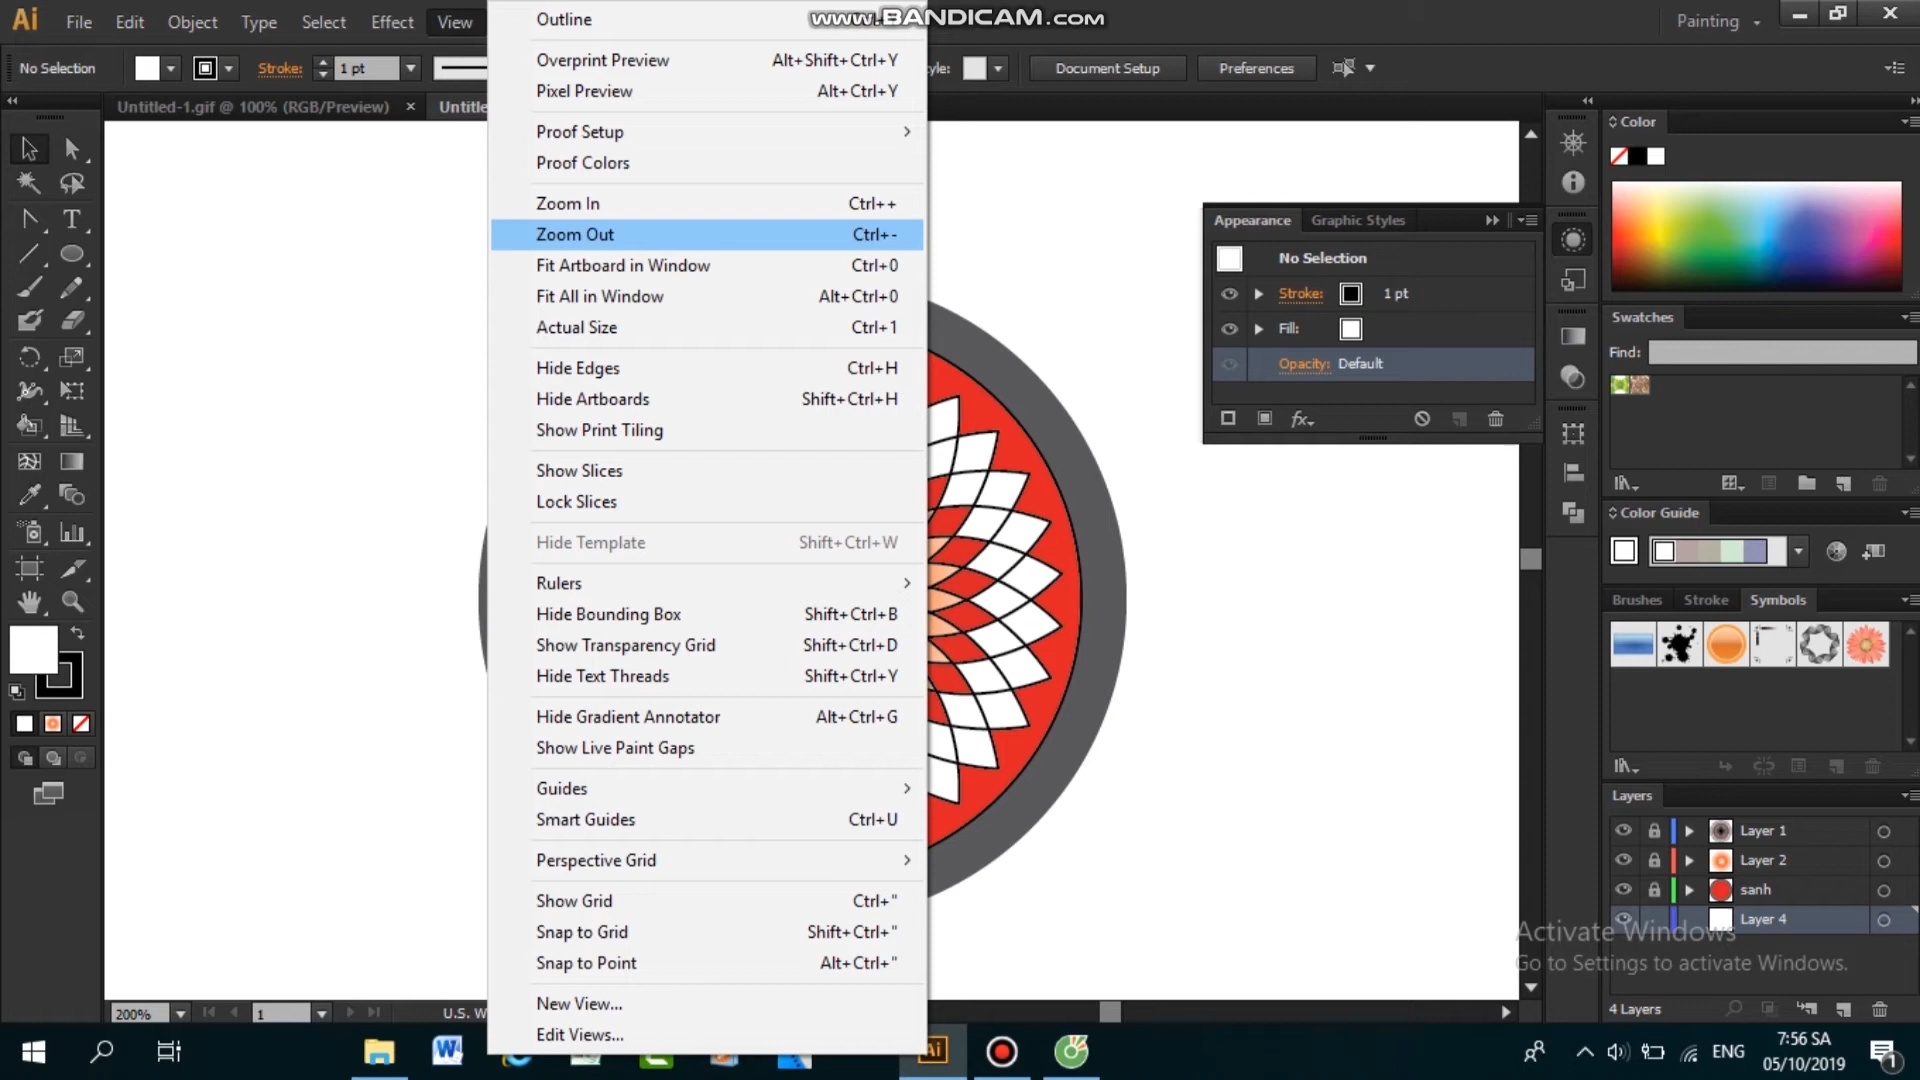 Ai File Edit Object Type Select Effect View
www.BANDICAM.com
Painting
No Selection
Stroke:
1 pt
Document Setup
Preferences
Untitled-1.gif @ 100% (RGB/Preview) ×
Outline
Overprint Preview Alt+Shift+Ctrl+Y
Pixel Preview Alt+Ctrl+Y
Proof Setup
Proof Colors
Zoom In Ctrl++
Zoom Out Ctrl+-
Fit Artboard in Window Ctrl+0
Fit All in Window Alt+Ctrl+0
Actual Size Ctrl+1
Hide Edges Ctrl+H
Hide Artboards Shift+Ctrl+H
Show Print Tiling
Show Slices
Lock Slices
Hide Template Shift+Ctrl+W
Rulers
Hide Bounding Box Shift+Ctrl+B
Show Transparency Grid Shift+Ctrl+D
Hide Text Threads Shift+Ctrl+Y
Hide Gradient Annotator Alt+Ctrl+G
Show Live Paint Gaps
Guides
Smart Guides Ctrl+U
Perspective Grid
Show Grid Ctrl+"
Snap to Grid Shift+Ctrl+"
Snap to Point Alt+Ctrl+"
New View...
Edit Views...
Appearance Graphic Styles
No Selection
Stroke: 1 pt
Fill:
Opacity: Default
fx
Color
Swatches
Find:
Color Guide
Brushes Stroke Symbols
Layers
Layer 1
Layer 2
sanh
Layer 4
4 Layers
Activate Windows
Go to Settings to activate Windows.
200%
1
Ai
ENG
7:56 SA
05/10/2019
1